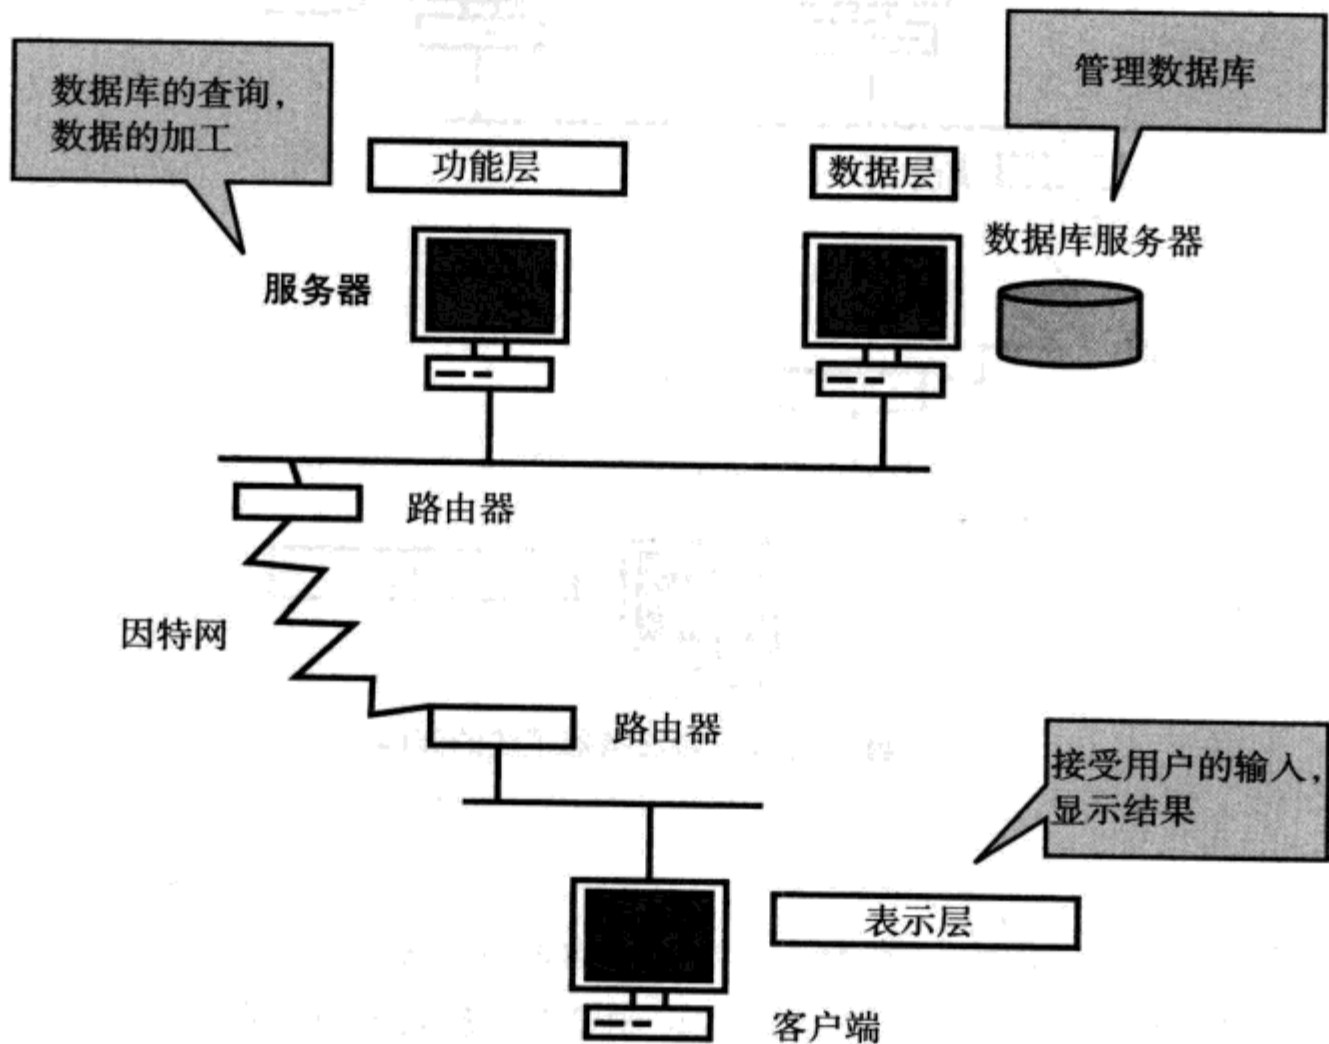 数据库的查询,
数据的加工
管理数据库
功能层
数据层
数据库服务器
服务器
路由器
因特网
路由器
接受用户的输入,
显示结果
表示层
客户端